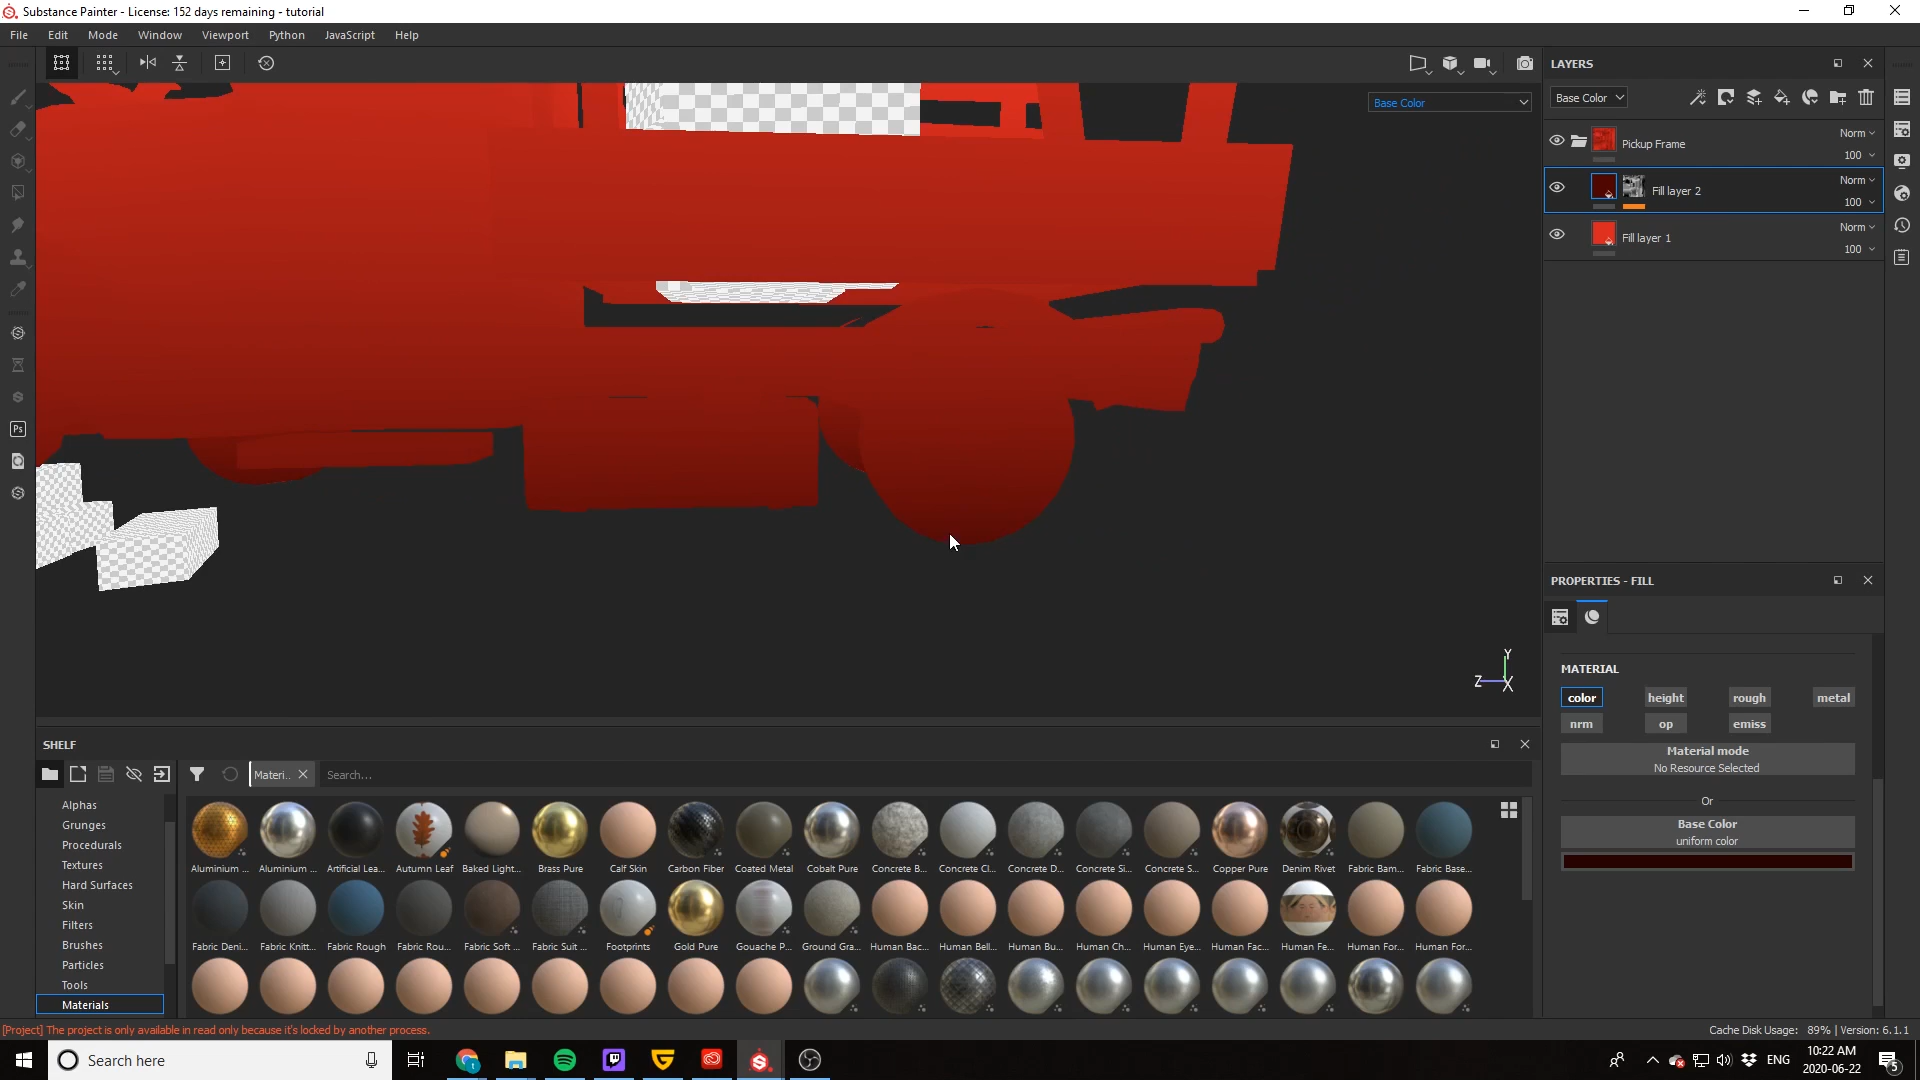 Substance Painter - License: 152 days remaining - tutorial
File Edit Mode Window Viewport Python JavaScript Help
Base Color
LAYERS
Base Color
Pickup Frame
Norm
100
Fill layer 2
Norm
100
Fill layer 1
Norm
100
PROPERTIES - FILL
MATERIAL
color height rough metal
nrm op emiss
Material mode
No Resource Selected
Or
Base Color
uniform color
Y
Z X
Ps
SHELF
Materi..
Search...
Alphas
Grunges
Procedurals
Textures
Hard Surfaces
Skin
Filters
Brushes
Particles
Tools
Materials
Aluminium ... Aluminium ... Artificial Lea... Autumn Leaf Baked Light... Brass Pure Calf Skin Carbon Fiber Coated Metal Cobalt Pure Concrete B... Concrete Cl... Concrete D... Concrete Si... Concrete S... Copper Pure Denim Rivet Fabric Bam... Fabric Base...
Fabric Deni... Fabric Knitt... Fabric Rough Fabric Rou... Fabric Soft ... Fabric Suit ... Footprints Gold Pure Gouache P... Ground Gra... Human Bac... Human Bell... Human Bu... Human Ch... Human Eye... Human Fac... Human Fe... Human For... Human For...
[Project] The project is only available in read only because it's locked by another process.
Cache Disk Usage: 89% | Version: 6.1.1
Search here
ENG
10:22 AM
2020-06-22
5